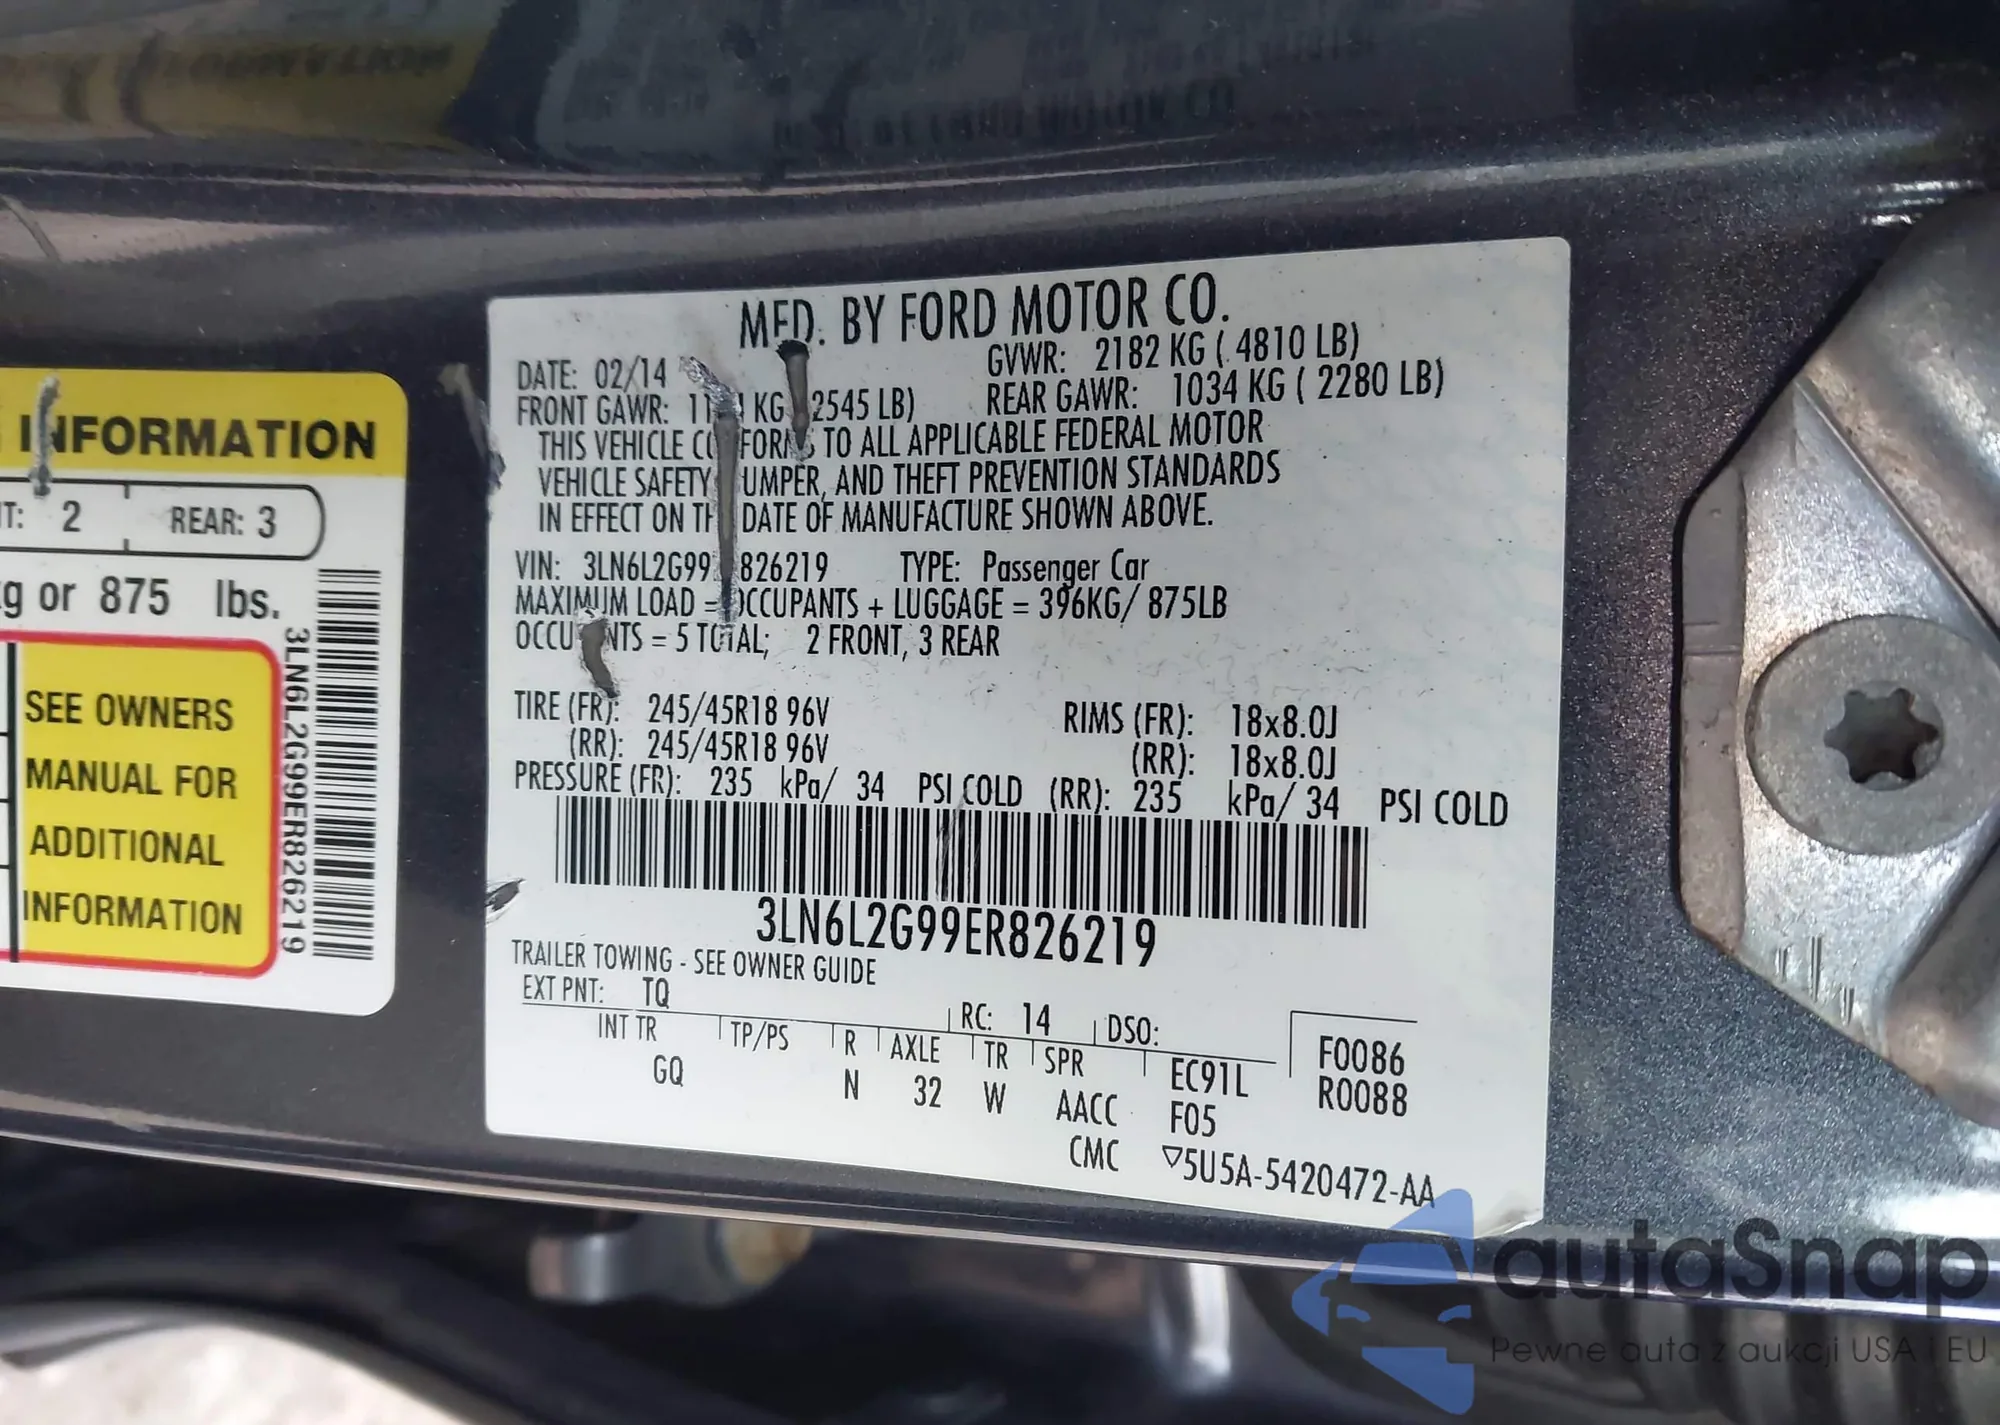 INFORMATION
T: 2 REAR: 3
kg or 875 lbs.
SEE OWNERS
MANUAL FOR
ADDITIONAL
INFORMATION
3LN6L2G99ER826219
MFD. BY FORD MOTOR CO.
DATE: 02/14 GVWR: 2182 KG ( 4810 LB)
FRONT GAWR: KG 2545 LB) REAR GAWR: 1034 KG ( 2280 LB)
THIS VEHICLE CONFORMS TO ALL APPLICABLE FEDERAL MOTOR
VEHICLE SAFETY, UMPER, AND THEFT PREVENTION STANDARDS
IN EFFECT ON TH DATE OF MANUFACTURE SHOWN ABOVE.
VIN: 3LN6L2G99 826219 TYPE: Passenger Car
MAXIMUM LOAD = OCCUPANTS + LUGGAGE = 396KG/ 875LB
OCCU NTS = 5 TOTAL; 2 FRONT, 3 REAR
TIRE (FR): 245/45R18 96V RIMS (FR): 18x8.0J
(RR): 245/45R18 96V (RR): 18x8.0J
PRESSURE (FR): 235 kPa/ 34 PSI COLD (RR): 235 kPa/ 34 PSI COLD
3LN6L2G99ER826219
TRAILER TOWING - SEE OWNER GUIDE
EXT PNT: TQ RC: 14 DSO:
INT TR TP/PS R AXLE TR SPR EC91L F0086
GQ N 32 W AACC F05 R0088
CMC ▽5U5A-5420472-AA
autaSnap
Pewne auta z aukcji USA i EU